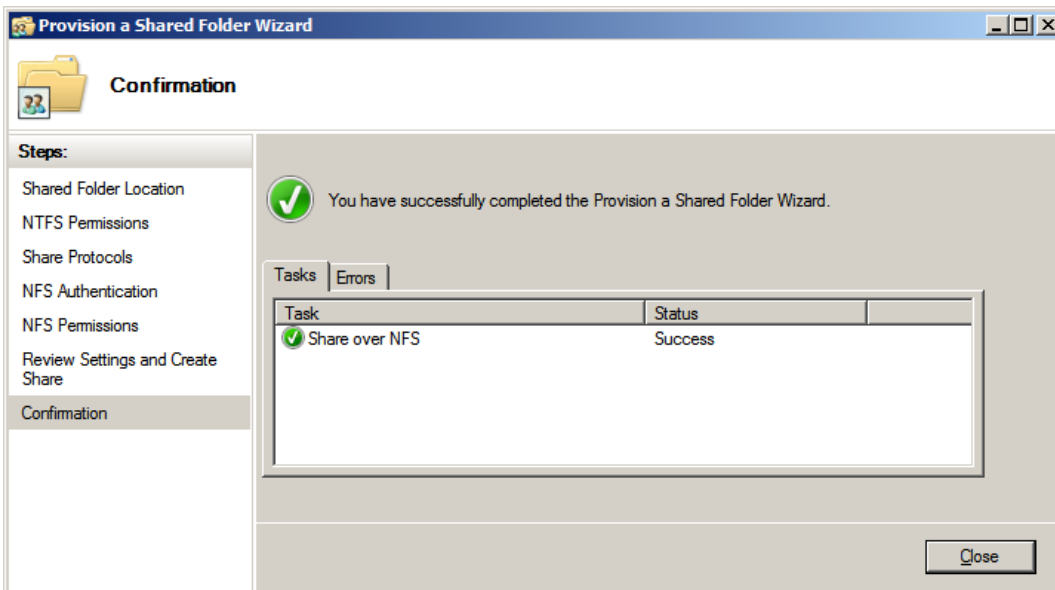 Provision a Shared Folder Wizard
Confirmation
Steps:
Shared Folder Location
NTFS Permissions
Share Protocols
NFS Authentication
NFS Permissions
Review Settings and Create
Share
Confirmation
You have successfully completed the Provision a Shared Folder Wizard.
Tasks Errors
Task Status
Share over NFS Success
Close